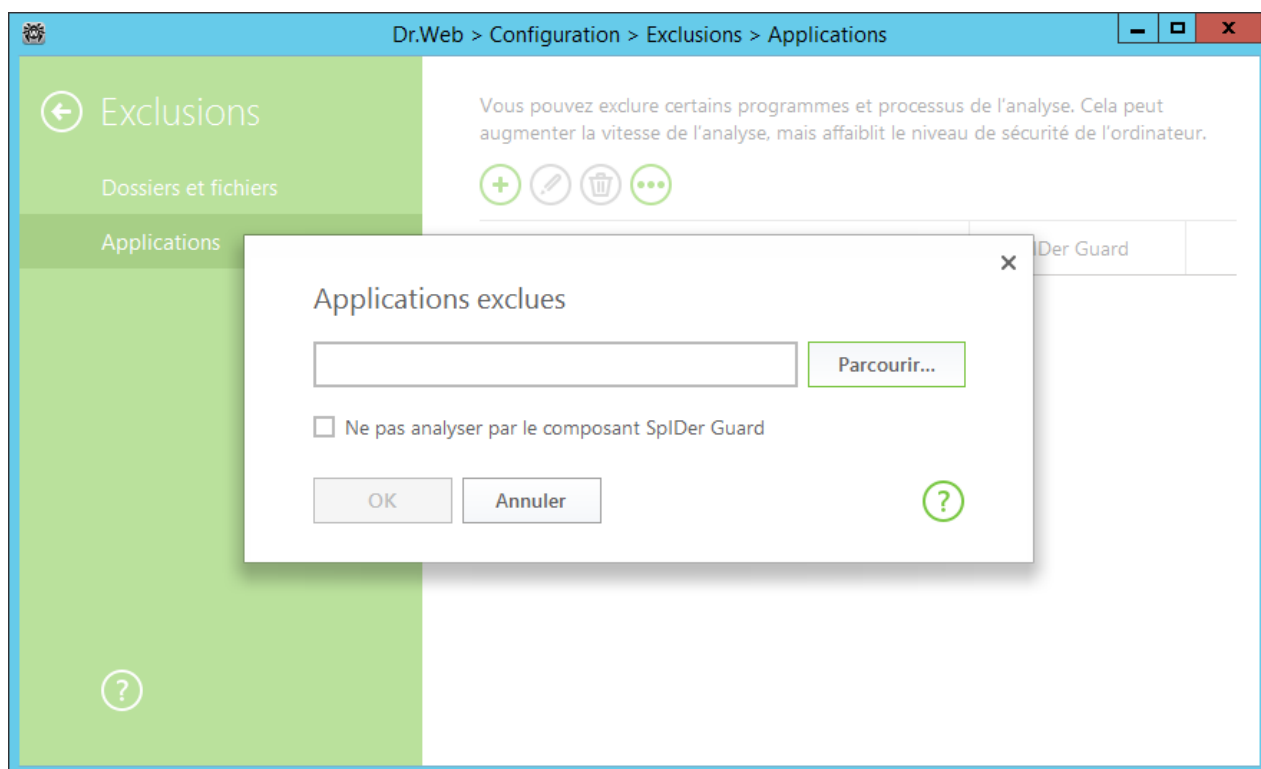 Dr.Web > Configuration > Exclusions > Applications
Exclusions
Dossiers et fichiers
Applications
Vous pouvez exclure certains programmes et processus de l'analyse. Cela peut
augmenter la vitesse de l'analyse, mais affaiblit le niveau de sécurité de l'ordinateur.
IDer Guard
Applications exclues
Parcourir...
Ne pas analyser par le composant SpIDer Guard
OK
Annuler
?
?